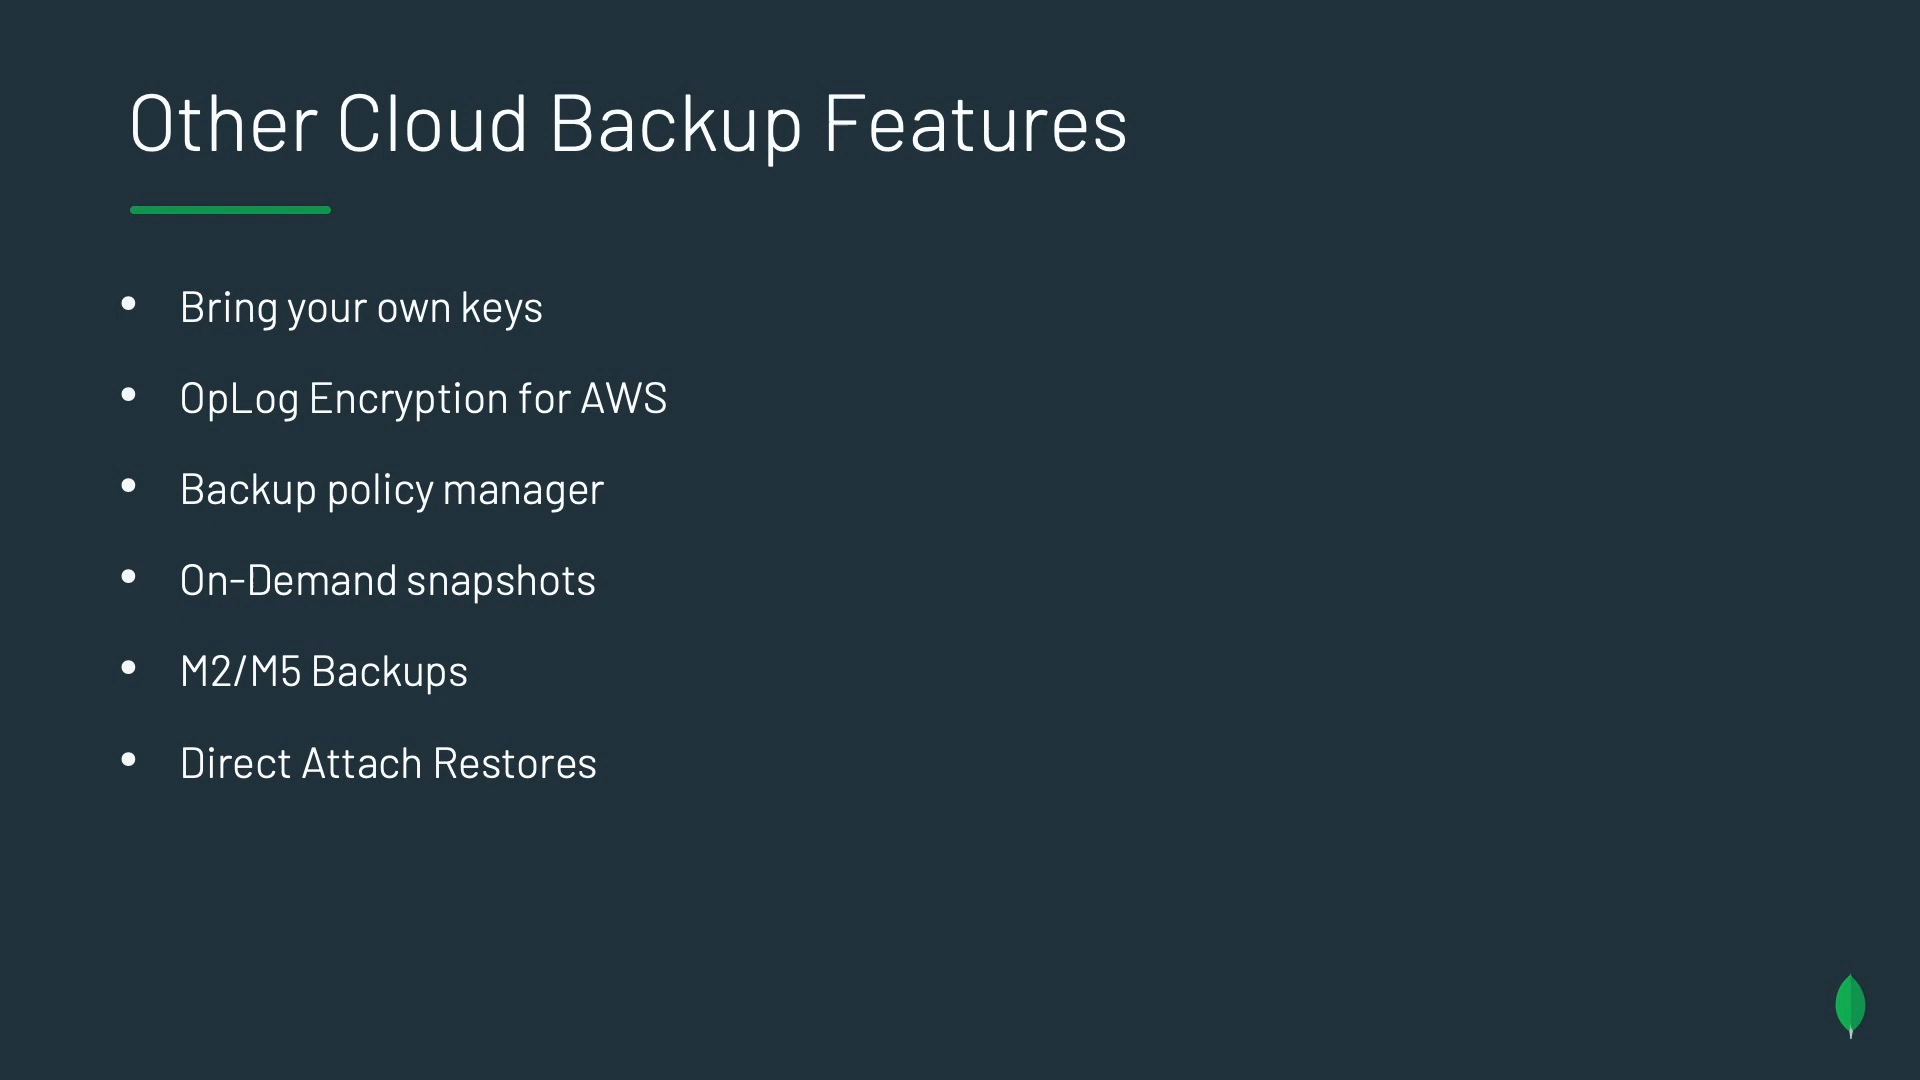 Other Cloud Backup Features
• Bring your own keys
• OpLog Encryption for AWS
• Backup policy manager
• On-Demand snapshots
• M2/M5 Backups
• Direct Attach Restores